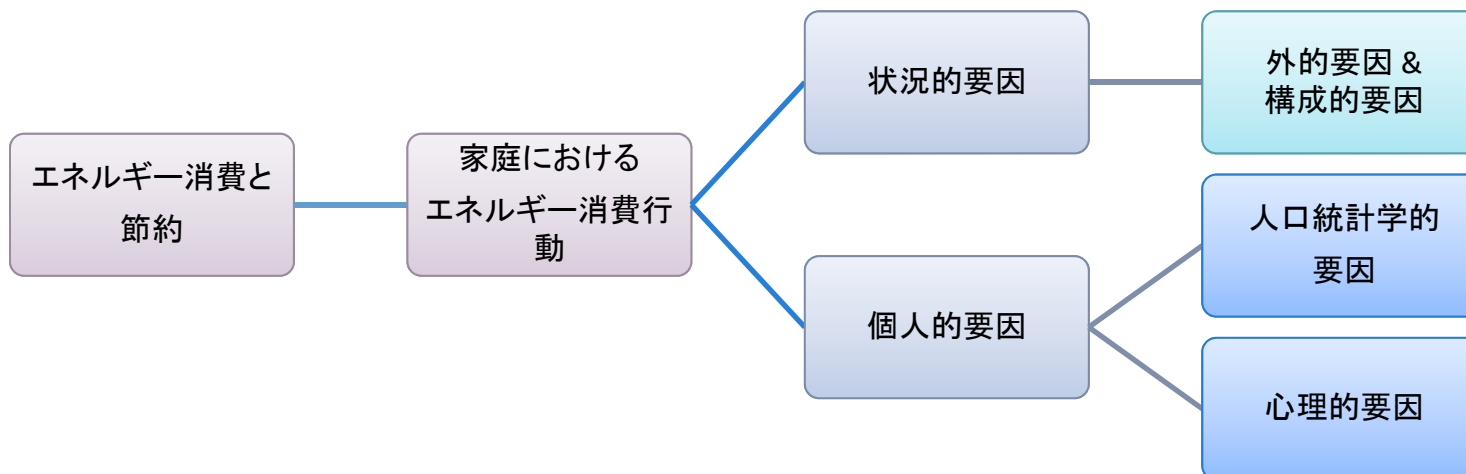 エネルギー消費と
節約
家庭における
エネルギー消費行
動
状況的要因
個人的要因
外的要因 &
構成的要因
人口統計学的
要因
心理的要因